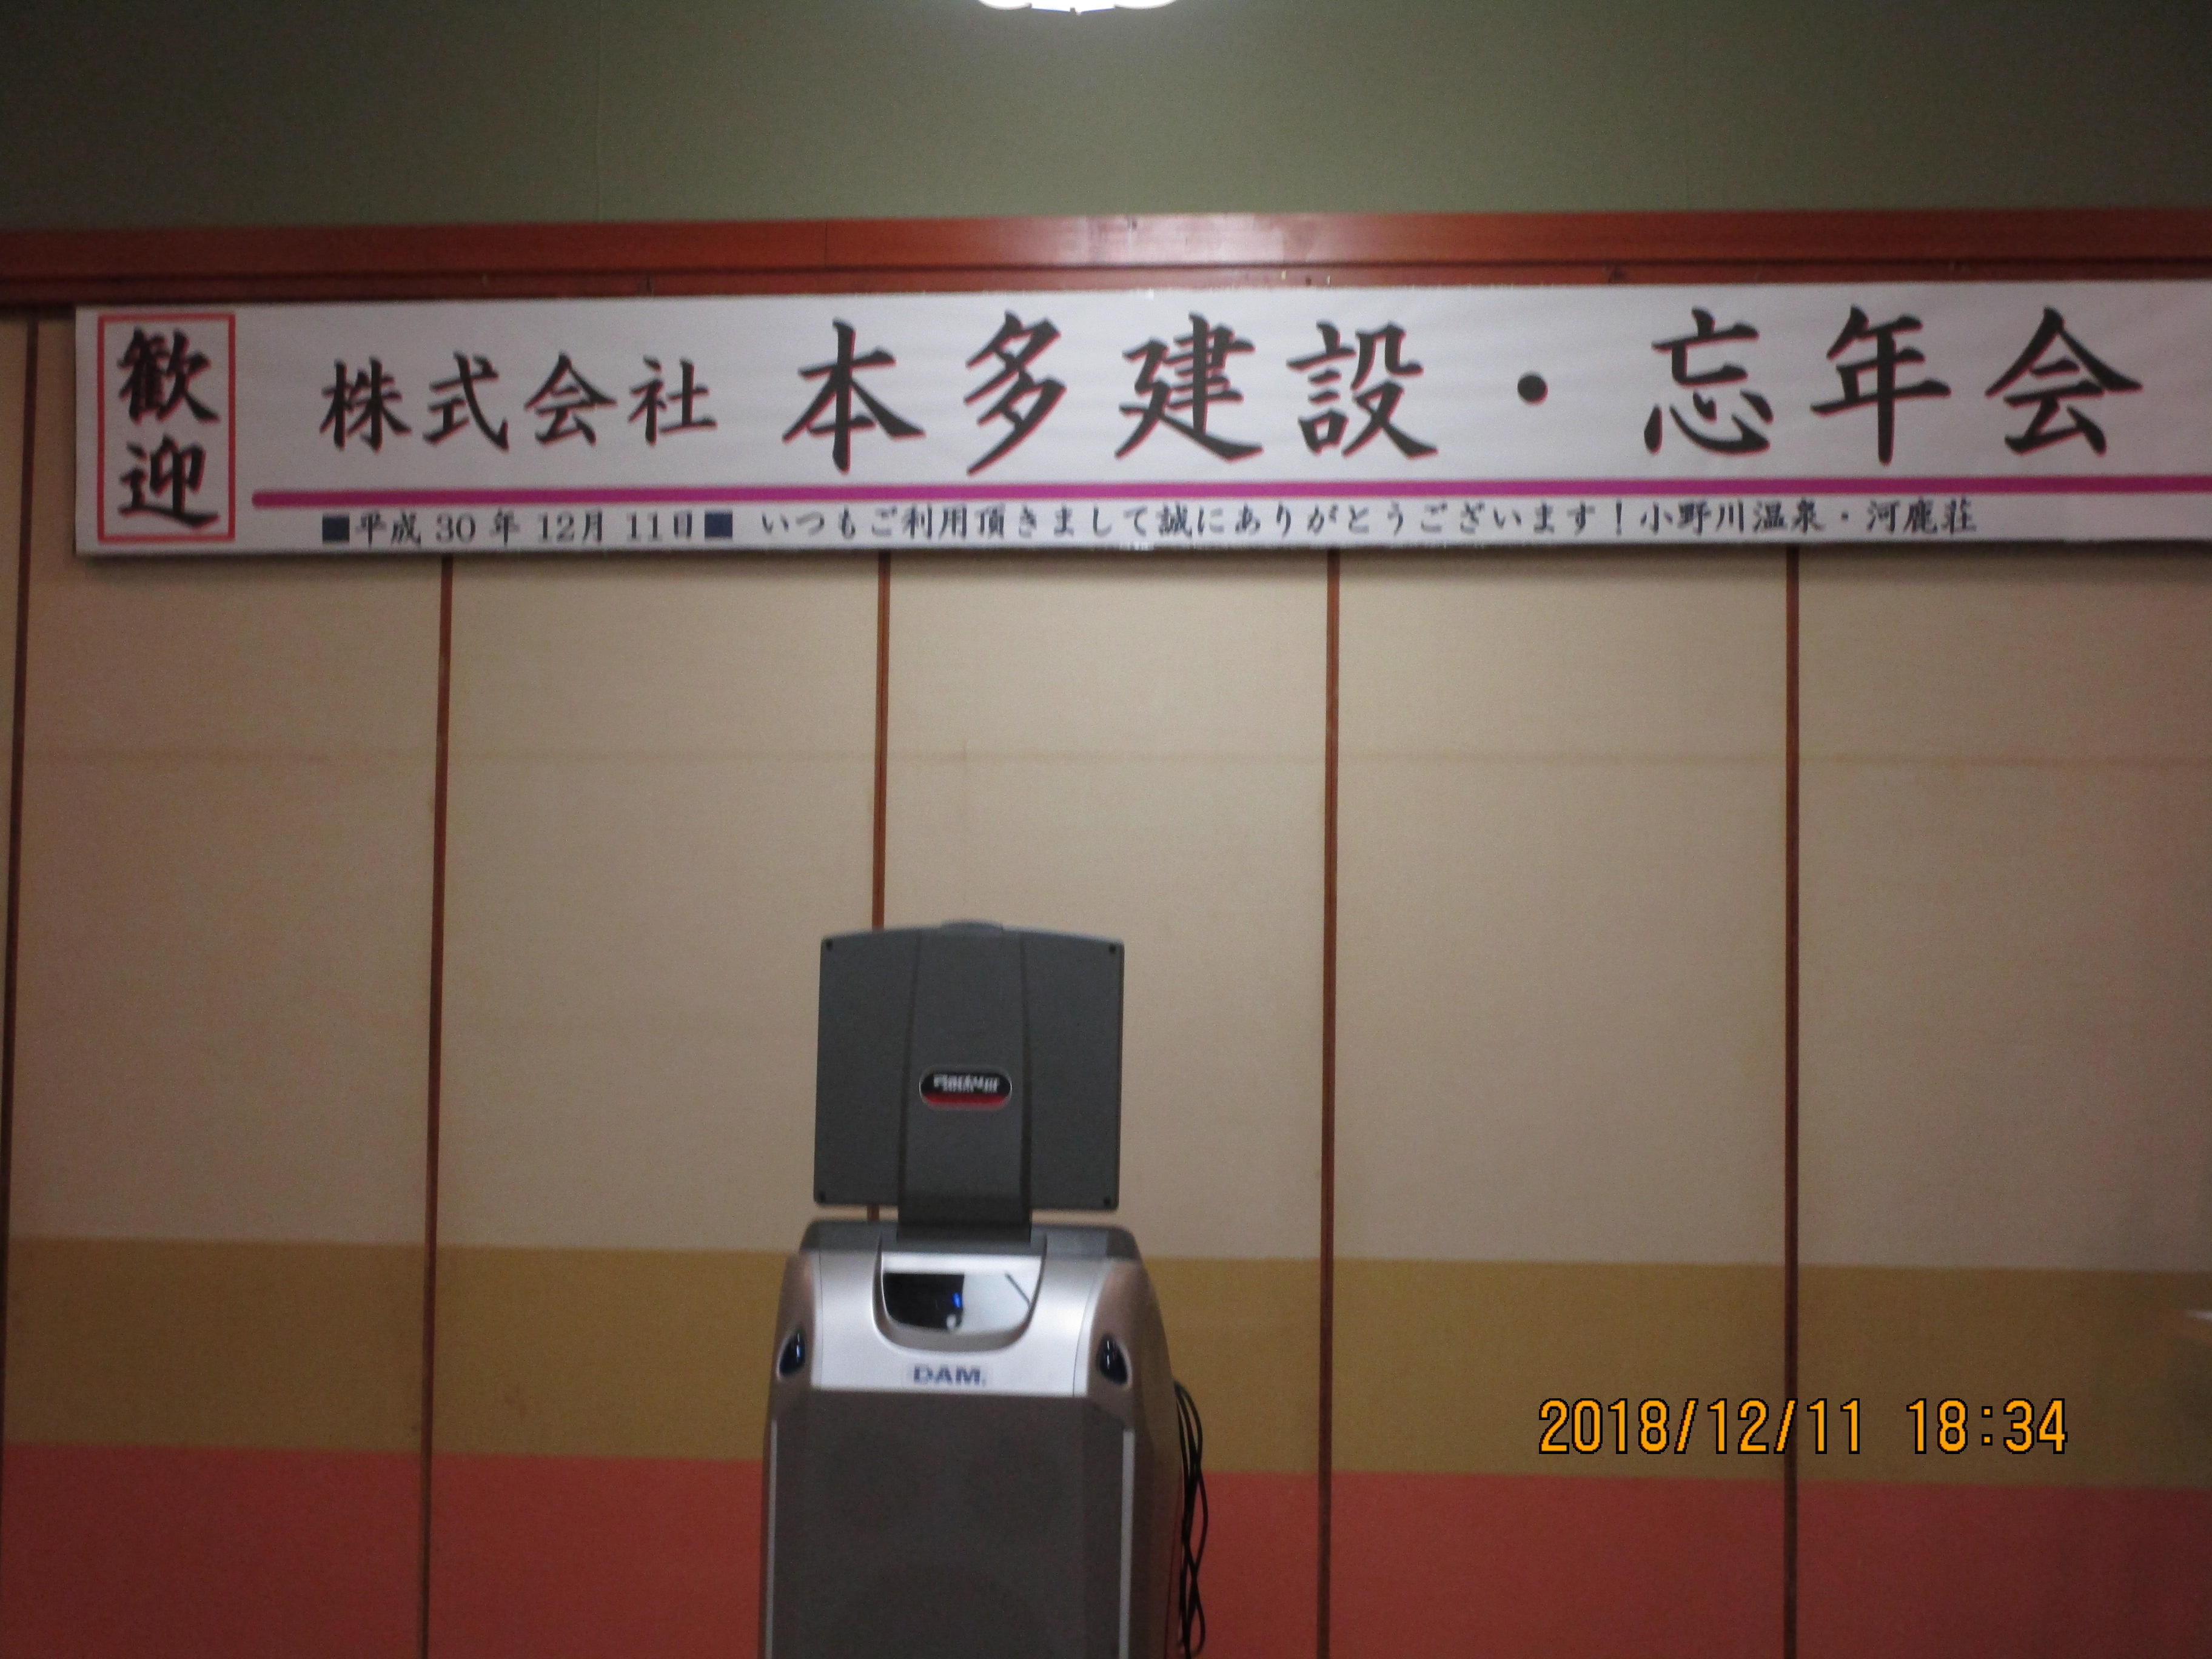 歓迎
株式会社 本多建設・忘年会
■平成 30 年 12月 11日■ いつもご利用頂きまして誠にありがとうございます！小野川温泉・河鹿荘
DAM
2018/12/11 18:34